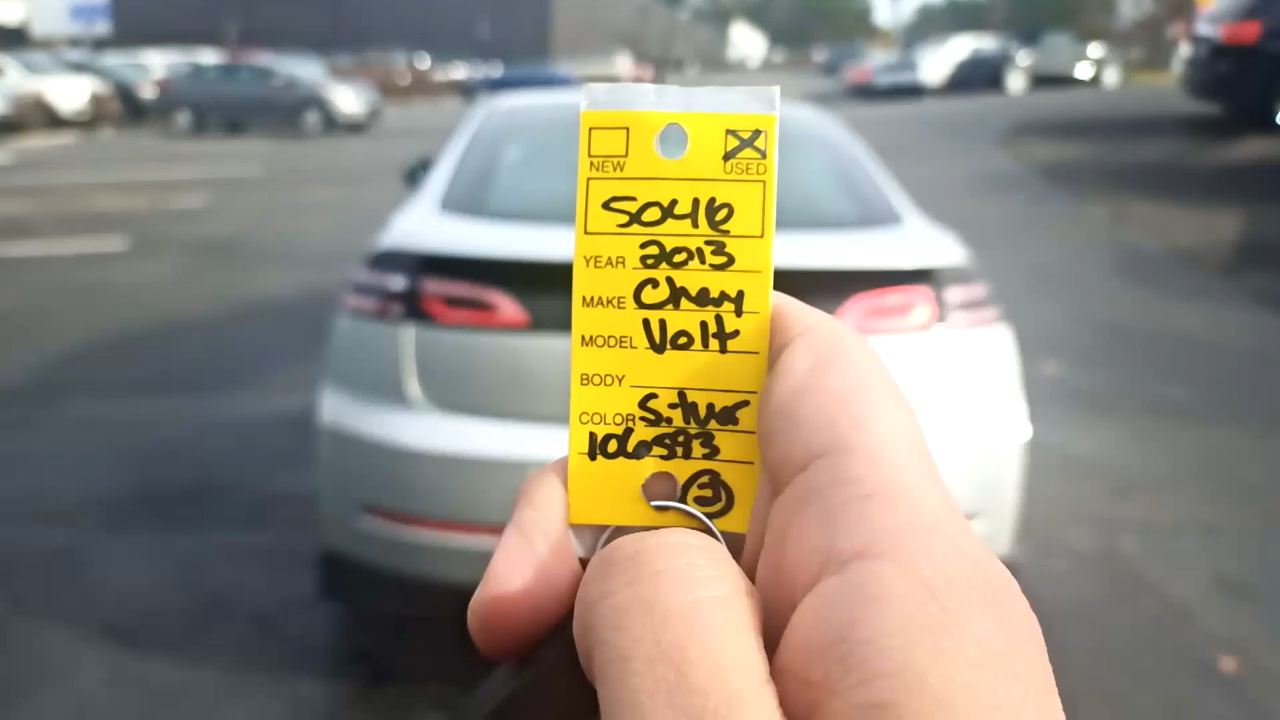 NEW USED
5046
YEAR 2013
MAKE Chevy
MODEL Volt
BODY
COLOR Silver
106593
3